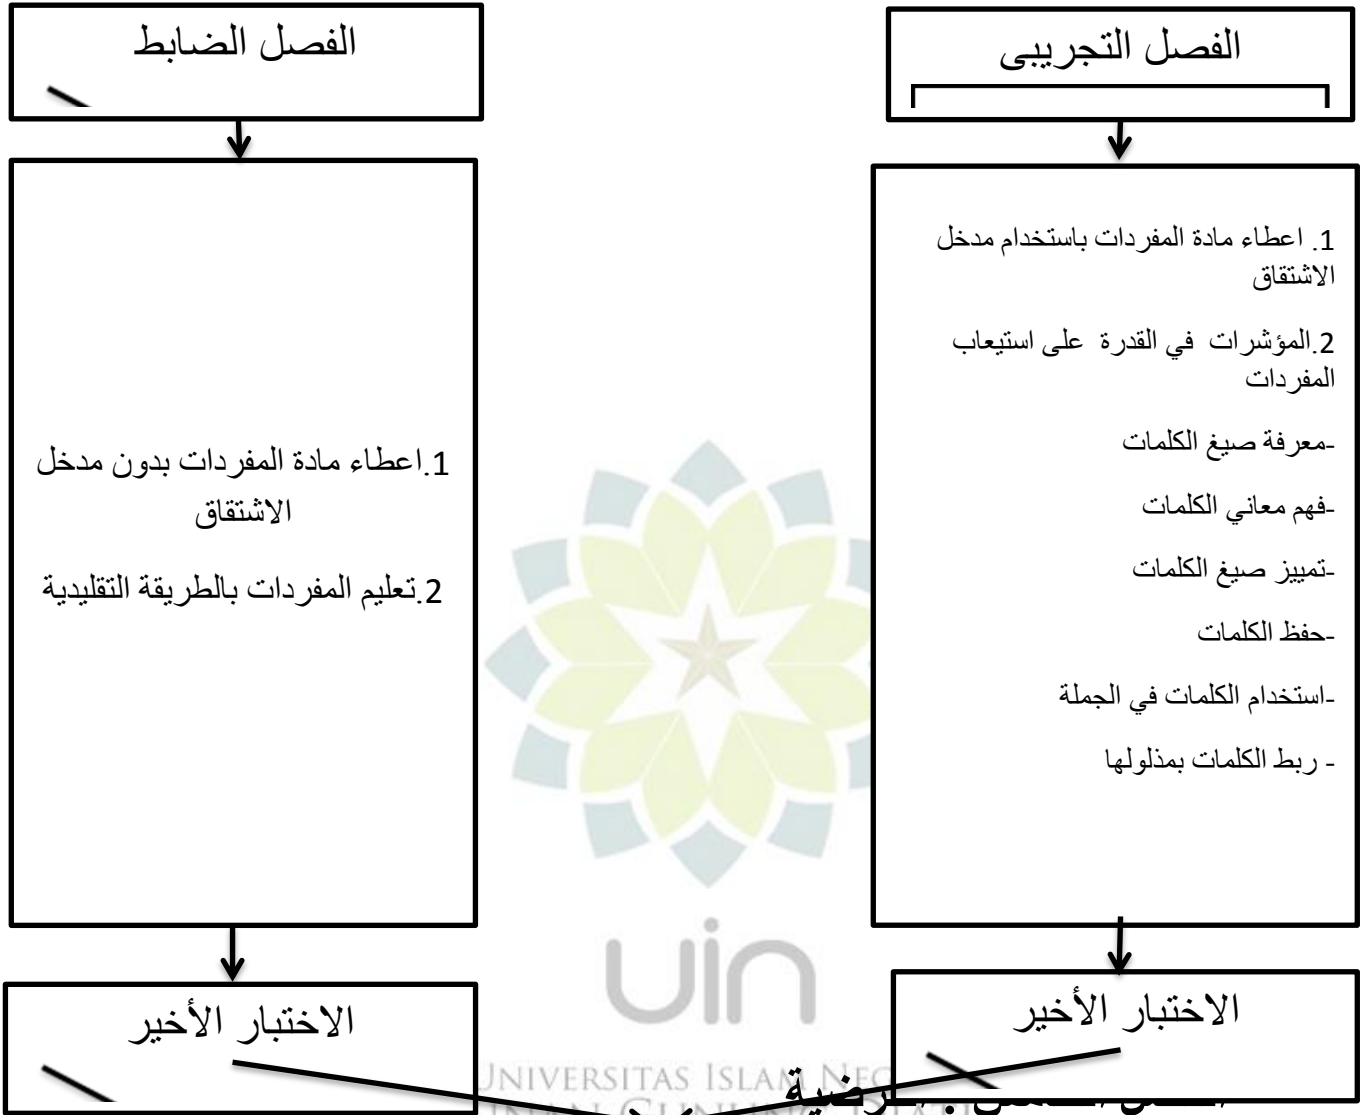 الفصل التجريبى
الفصل الضابط
1. اعطاء مادة المفردات باستخدام مدخل
الاشتقاق
2.المؤشرات في القدرة على استيعاب
المفردات
-معرفة صيغ الكلمات
-فهم معاني الكلمات
-تمييز صيغ الكلمات
-حفظ الكلمات
-استخدام الكلمات في الجملة
- ربط الكلمات بمذلولها
1.اعطاء مادة المفردات بدون مدخل
الاشتقاق
2.تعليم المفردات بالطريقة التقليدية
الاختبار الأخير
الاختبار الأخير
uin
UNIVERSITAS ISLAM